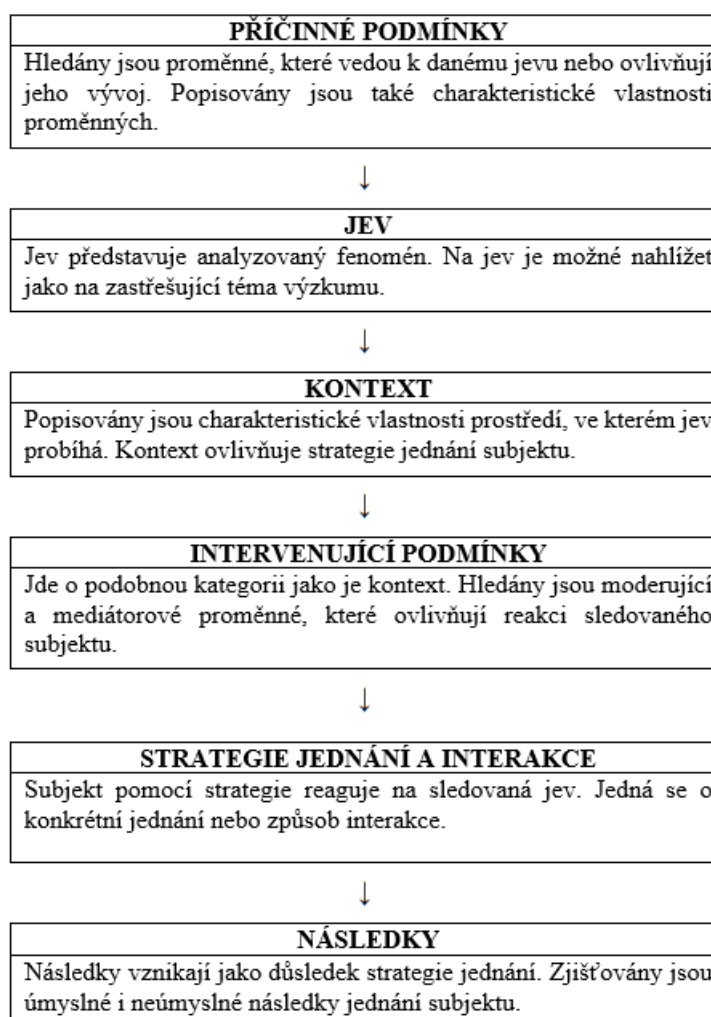 PŘÍČINNÉ PODMÍNKY
Hledány jsou proměnné, které vedou k danému jevu nebo ovlivňují
jeho vývoj. Popisovány jsou také charakteristické vlastnosti
proměnných.
↓
JEV
Jev představuje analyzovaný fenomén. Na jev je možné nahlížet
jako na zastřešující téma výzkumu.
↓
KONTEXT
Popisovány jsou charakteristické vlastnosti prostředí, ve kterém jev
probíhá. Kontext ovlivňuje strategie jednání subjektu.
↓
INTERVENUJÍCÍ PODMÍNKY
Jde o podobnou kategorii jako je kontext. Hledány jsou moderující
a mediátorové proměnné, které ovlivňují reakci sledovaného
subjektu.
↓
STRATEGIE JEDNÁNÍ A INTERAKCE
Subjekt pomocí strategie reaguje na sledovaná jev. Jedná se o
konkrétní jednání nebo způsob interakce.
↓
NÁSLEDKY
Následky vznikají jako důsledek strategie jednání. Zjišťovány jsou
úmyslné i neúmyslné následky jednání subjektu.